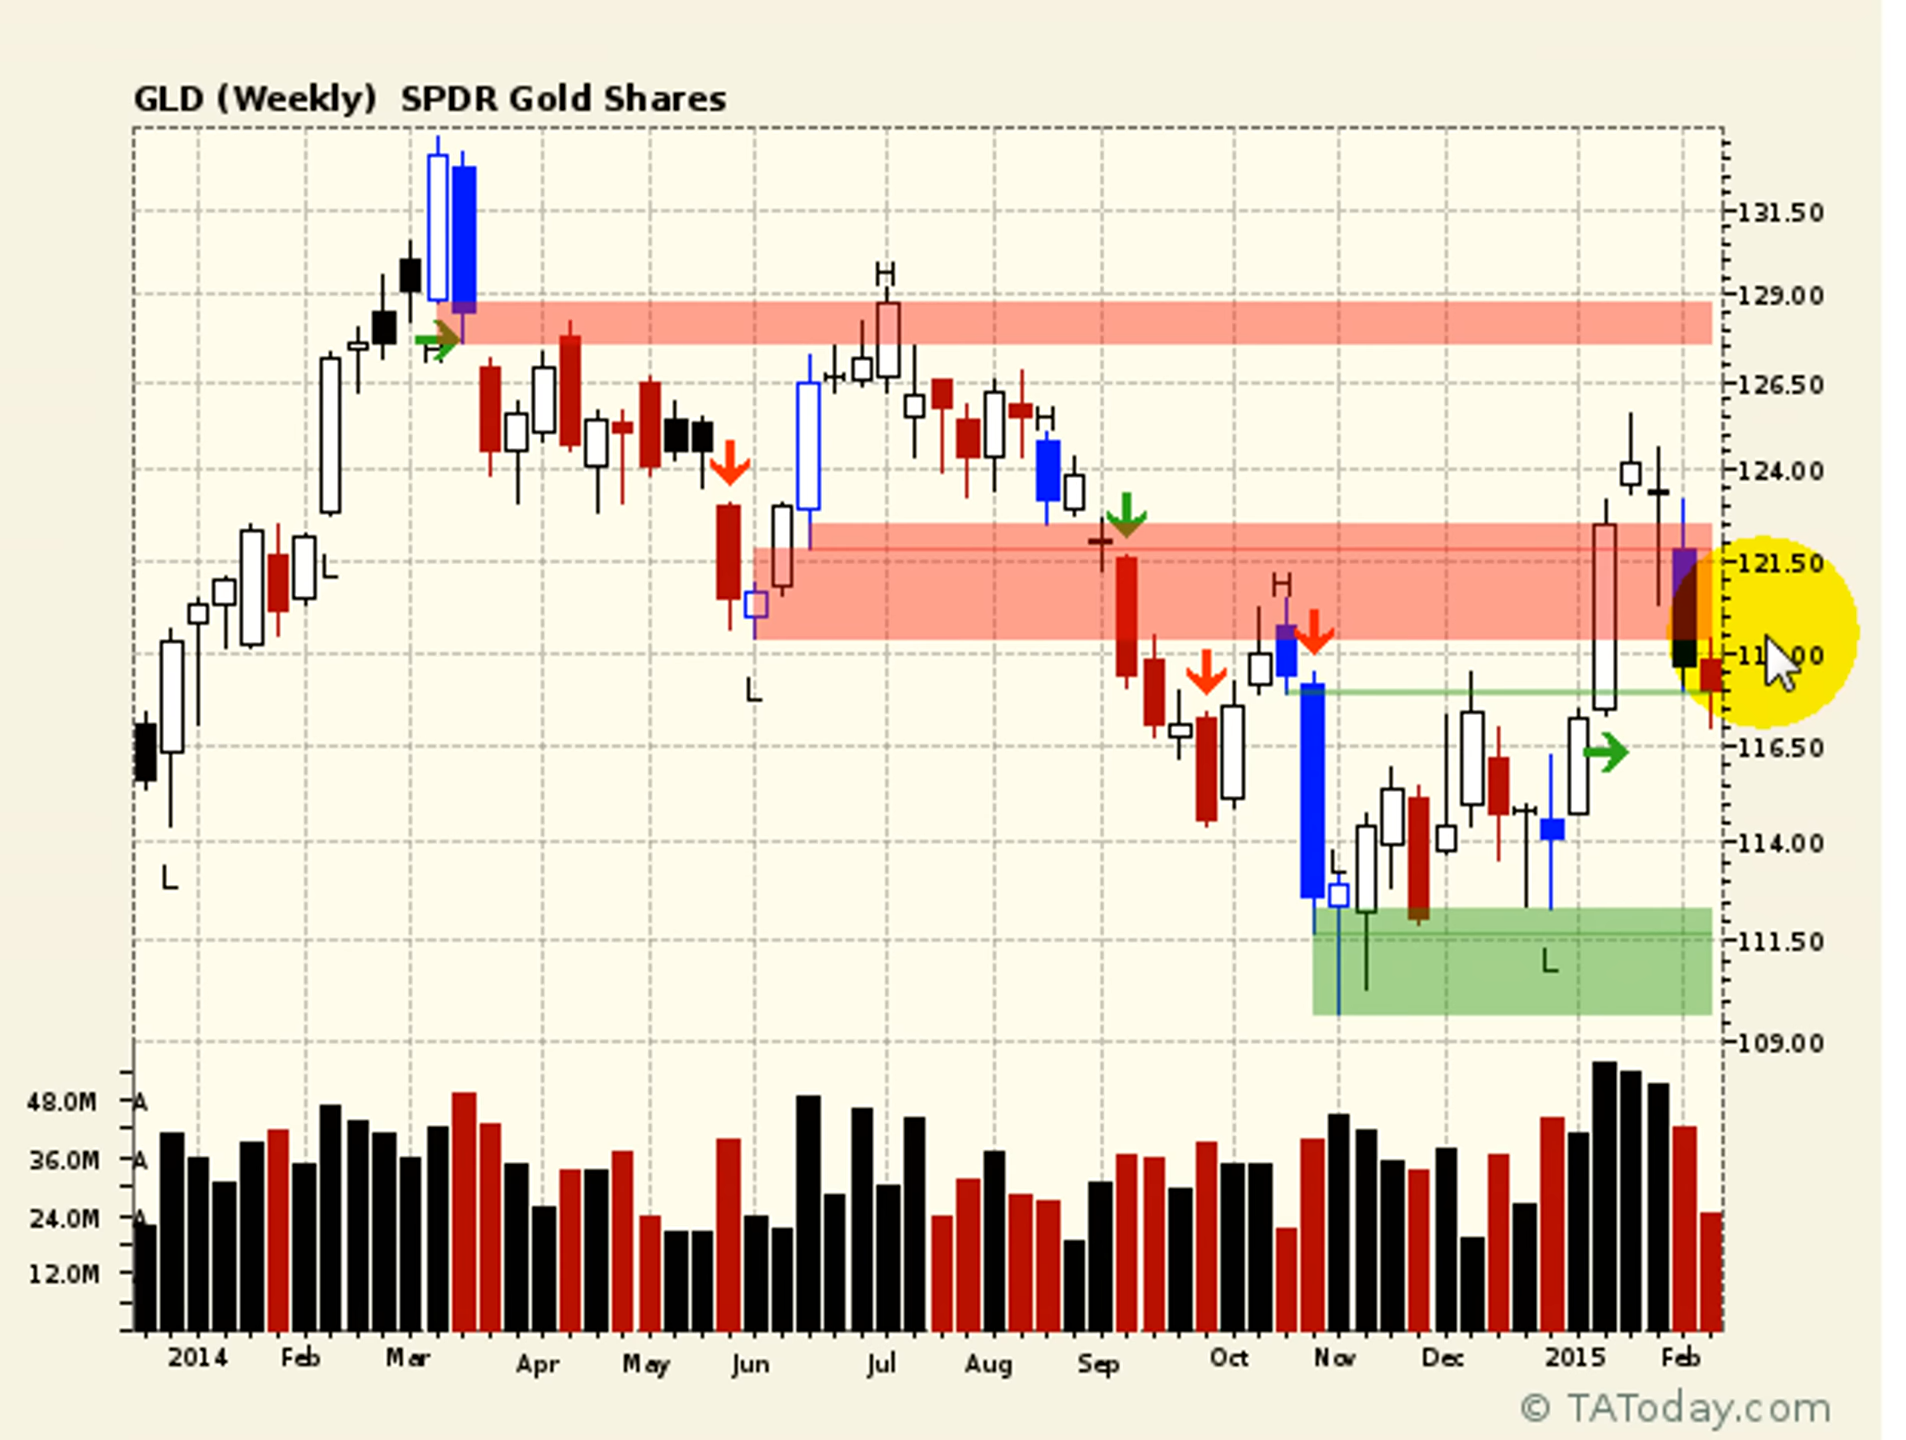 GLD (Weekly)  SPDR Gold Shares
131.50
129.00
126.50
124.00
121.50
116.50
114.00
111.50
109.00
H
H
H
H
L
L
L
L
L
48.0M A
36.0M A
24.0M A
12.0M
2014 Feb Mar Apr May Jun Jul Aug Sep Oct Nov Dec 2015 Feb
© TAToday.com